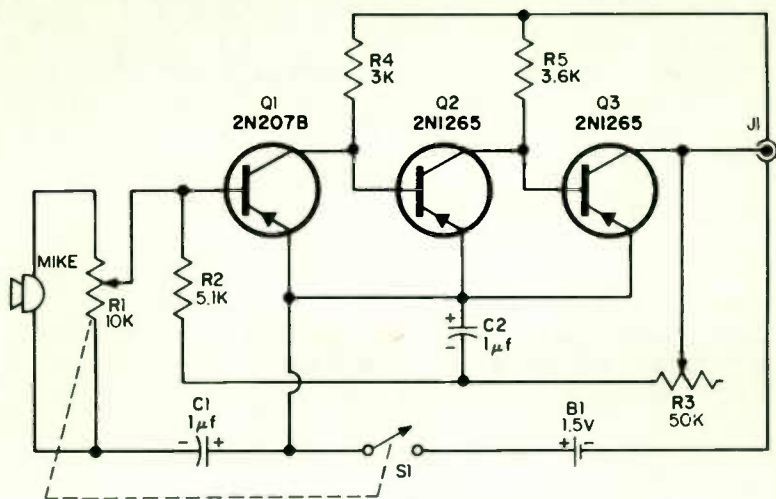 R4
3K
R5
3.6K
Q1
2N207B
Q2
2N1265
Q3
2N1265
J1
MIKE
R1
10K
R2
5.1K
+
C2
-
1μf
C1
1μf
-
+
S1
B1
1.5V
+
-
R3
50K